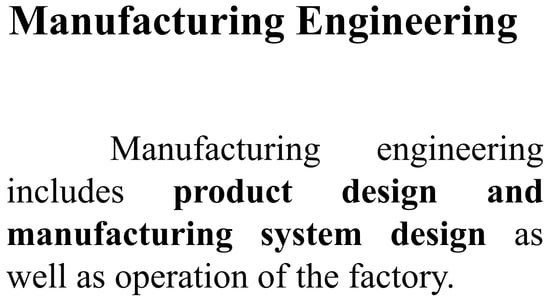 Manufacturing Engineering
Manufacturing engineering
includes product design and
manufacturing system design as
well as operation of the factory.